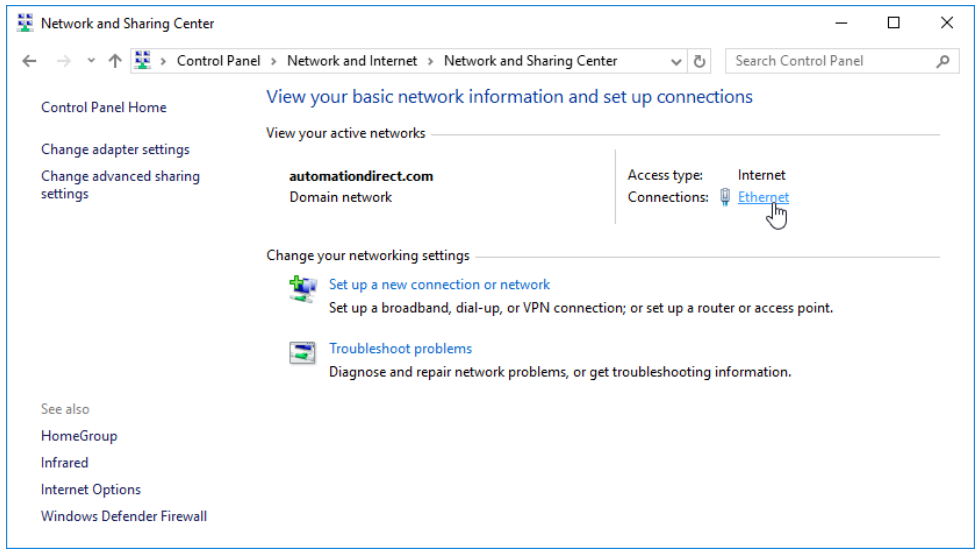 Network and Sharing Center
Control Panel > Network and Internet > Network and Sharing Center
Search Control Panel
Control Panel Home
Change adapter settings
Change advanced sharing
settings
View your basic network information and set up connections
View your active networks
automationdirect.com
Domain network
Access type: Internet
Connections: Ethernet
Change your networking settings
Set up a new connection or network
Set up a broadband, dial-up, or VPN connection; or set up a router or access point.
Troubleshoot problems
Diagnose and repair network problems, or get troubleshooting information.
See also
HomeGroup
Infrared
Internet Options
Windows Defender Firewall